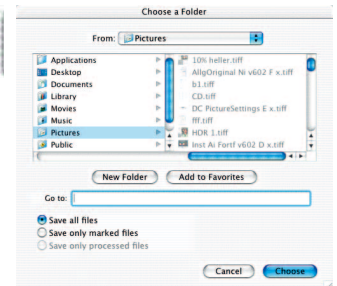 Choose a Folder
From: Pictures
Applications
Desktop
Documents
Library
Movies
Music
Pictures
Public
10% heller.tiff
AllgOriginal NI v602 F x.tiff
b1.tiff
CD.tiff
DC PictureSettings E x.tiff
fff.tiff
HDR 1.tiff
Inst Ai Fortf v602 D x.tiff
New Folder
Add to Favorites
Go to:
Save all files
Save only marked files
Save only processed files
Cancel
Choose